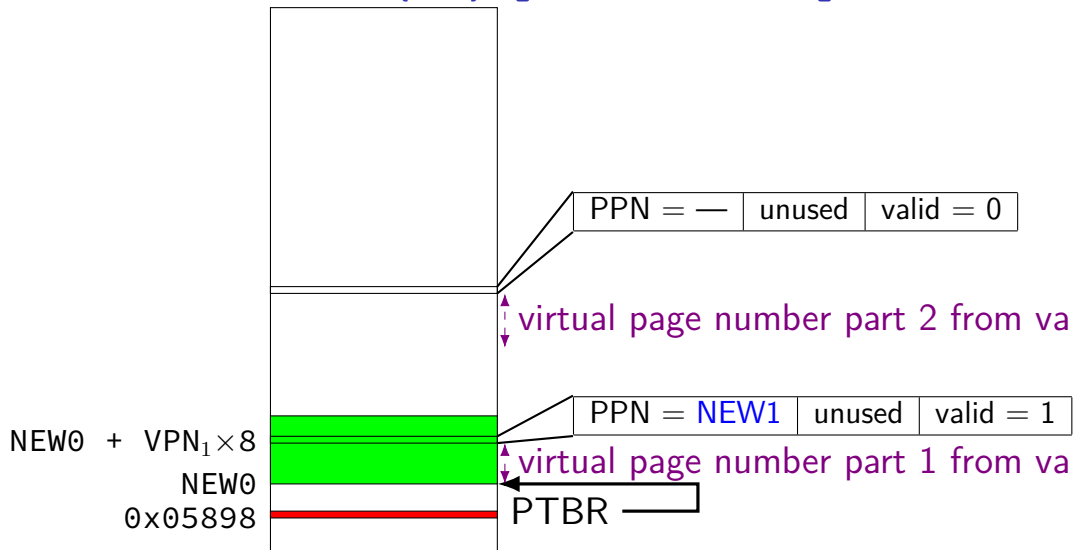 PPN = — unused valid = 0
virtual page number part 2 from va
PPN = NEW1 unused valid = 1
NEW0 + VPN₁×8
virtual page number part 1 from va
NEW0
PTBR
0x05898